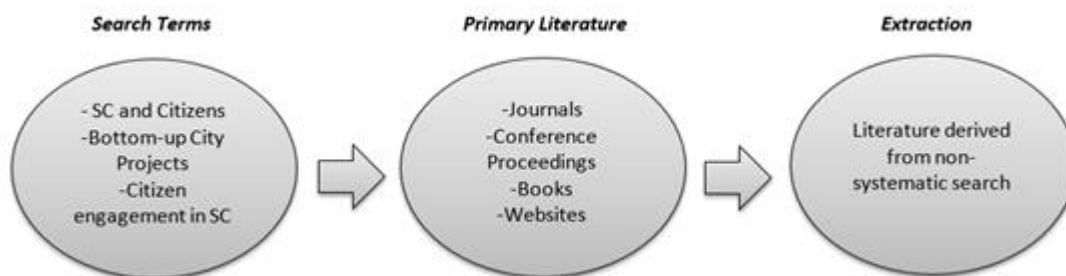 Search Terms
Primary Literature
Extraction
- SC and Citizens
-Bottom-up City
Projects
-Citizen
engagement in SC
-Journals
-Conference
Proceedings
-Books
-Websites
Literature derived
from non-
systematic search